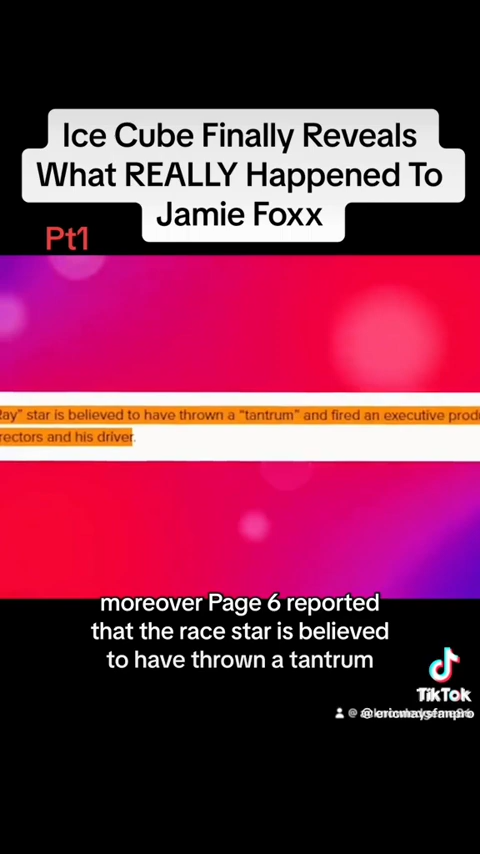 Ice Cube Finally Reveals
What REALLY Happened To
Jamie Foxx
Pt1
Ray” star is believed to have thrown a “tantrum” and fired an executive
rectors and his driver.
moreover Page 6 reported
that the race star is believed
to have thrown a tantrum
TikTok